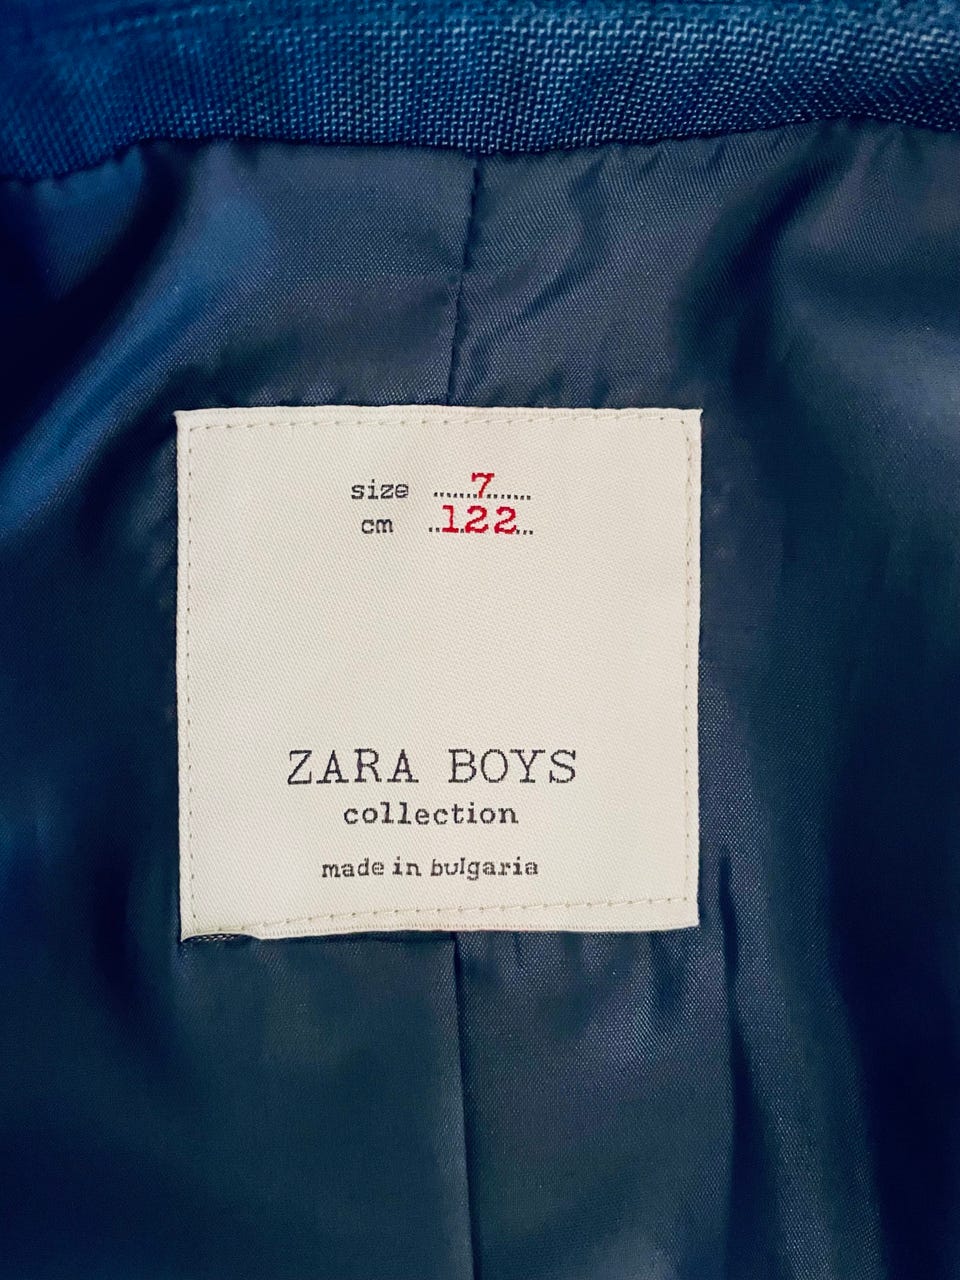 size 7
cm 122
ZARA BOYS
collection
made in bulgaria